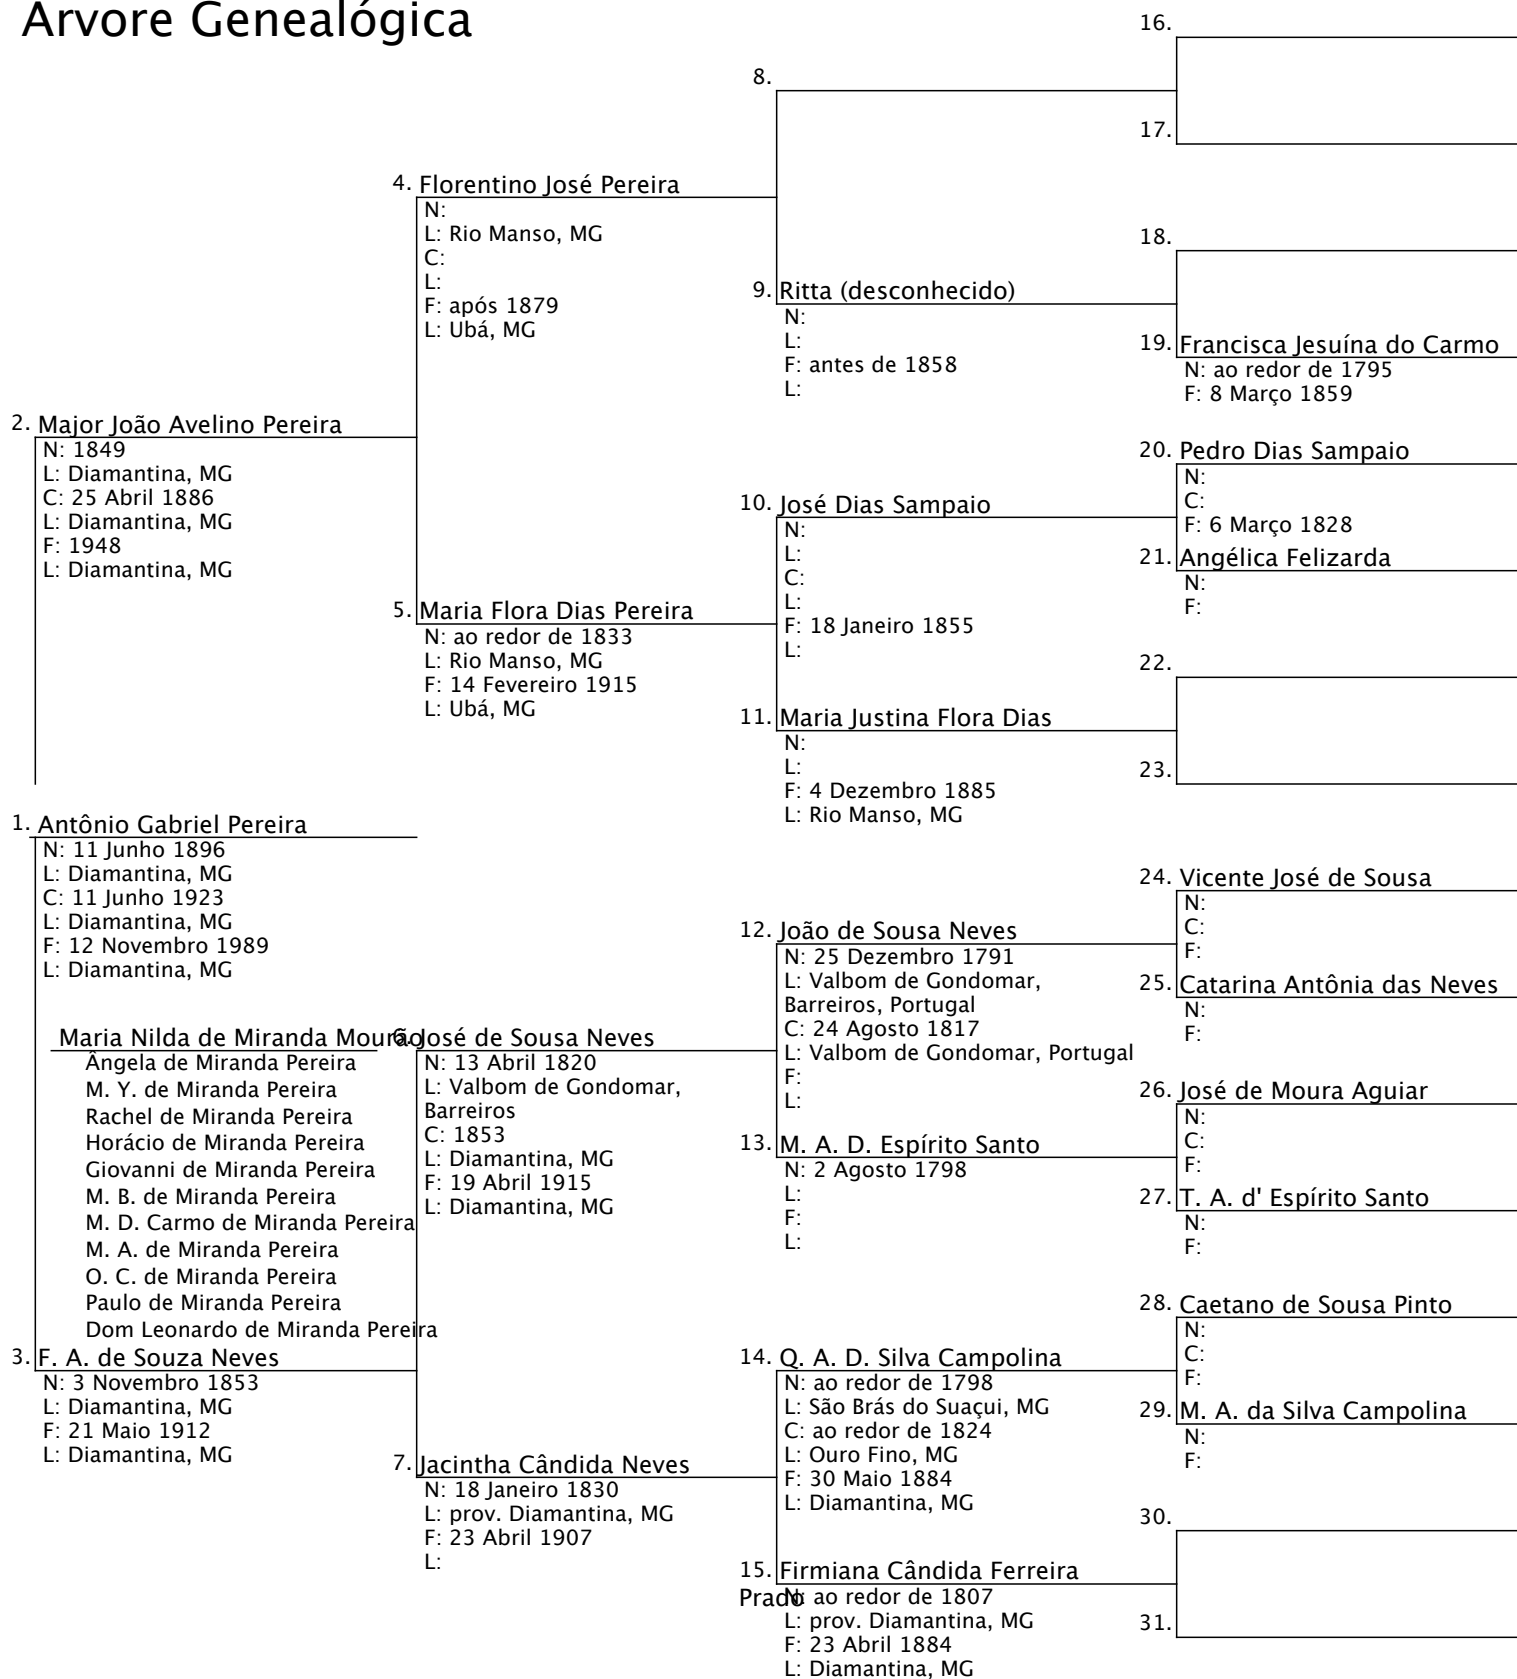 Árvore Genealógica
1. Antônio Gabriel Pereira
N: 11 Junho 1896
L: Diamantina, MG
C: 11 Junho 1923
L: Diamantina, MG
F: 12 Novembro 1989
L: Diamantina, MG
Maria Nilda de Miranda Mourão
Ângela de Miranda Pereira
M. Y. de Miranda Pereira
Rachel de Miranda Pereira
Horácio de Miranda Pereira
Giovanni de Miranda Pereira
M. B. de Miranda Pereira
M. D. Carmo de Miranda Pereira
M. A. de Miranda Pereira
O. C. de Miranda Pereira
Paulo de Miranda Pereira
Dom Leonardo de Miranda Pereira
2. Major João Avelino Pereira
N: 1849
L: Diamantina, MG
C: 25 Abril 1886
L: Diamantina, MG
F: 1948
L: Diamantina, MG
3. F. A. de Souza Neves
N: 3 Novembro 1853
L: Diamantina, MG
F: 21 Maio 1912
L: Diamantina, MG
4. Florentino José Pereira
N:
L: Rio Manso, MG
C:
L:
F: após 1879
L: Ubá, MG
5. Maria Flora Dias Pereira
N: ao redor de 1833
L: Rio Manso, MG
F: 14 Fevereiro 1915
L: Ubá, MG
6. José de Sousa Neves
N: 13 Abril 1820
L: Valbom de Gondomar,
Barreiros
C: 1853
L: Diamantina, MG
F: 19 Abril 1915
L: Diamantina, MG
7. Jacintha Cândida Neves
N: 18 Janeiro 1830
L: prov. Diamantina, MG
F: 23 Abril 1907
L:
8.
9. Ritta (desconhecido)
N:
L:
F: antes de 1858
L:
10. José Dias Sampaio
N:
L:
C:
L:
F: 18 Janeiro 1855
L:
11. Maria Justina Flora Dias
N:
L:
F: 4 Dezembro 1885
L: Rio Manso, MG
12. João de Sousa Neves
N: 25 Dezembro 1791
L: Valbom de Gondomar,
Barreiros, Portugal
C: 24 Agosto 1817
L: Valbom de Gondomar, Portugal
F:
L:
13. M. A. D. Espírito Santo
N: 2 Agosto 1798
L:
F:
L:
14. Q. A. D. Silva Campolina
N: ao redor de 1798
L: São Brás do Suaçui, MG
C: ao redor de 1824
L: Ouro Fino, MG
F: 30 Maio 1884
L: Diamantina, MG
15. Firmiana Cândida Ferreira
Prado
N: ao redor de 1807
L: prov. Diamantina, MG
F: 23 Abril 1884
L: Diamantina, MG
16.
17.
18.
19. Francisca Jesuína do Carmo
N: ao redor de 1795
F: 8 Março 1859
20. Pedro Dias Sampaio
N:
C:
F: 6 Março 1828
21. Angélica Felizarda
N:
F:
22.
23.
24. Vicente José de Sousa
N:
C:
F:
25. Catarina Antônia das Neves
N:
F:
26. José de Moura Aguiar
N:
C:
F:
27. T. A. d' Espírito Santo
N:
F:
28. Caetano de Sousa Pinto
N:
C:
F:
29. M. A. da Silva Campolina
N:
F:
30.
31.